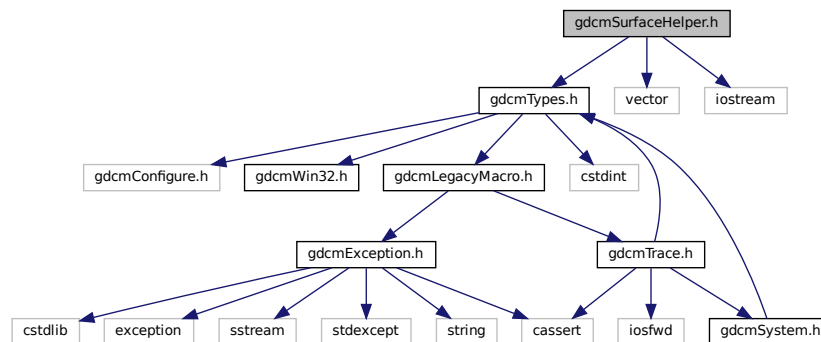 gdcmSurfaceHelper.h
gdcmTypes.h
vector
iostream
gdcmConfigure.h
gdcmWin32.h
gdcmLegacyMacro.h
cstdint
gdcmException.h
gdcmTrace.h
cstdlib
exception
sstream
stdexcept
string
cassert
iosfwd
gdcmSystem.h